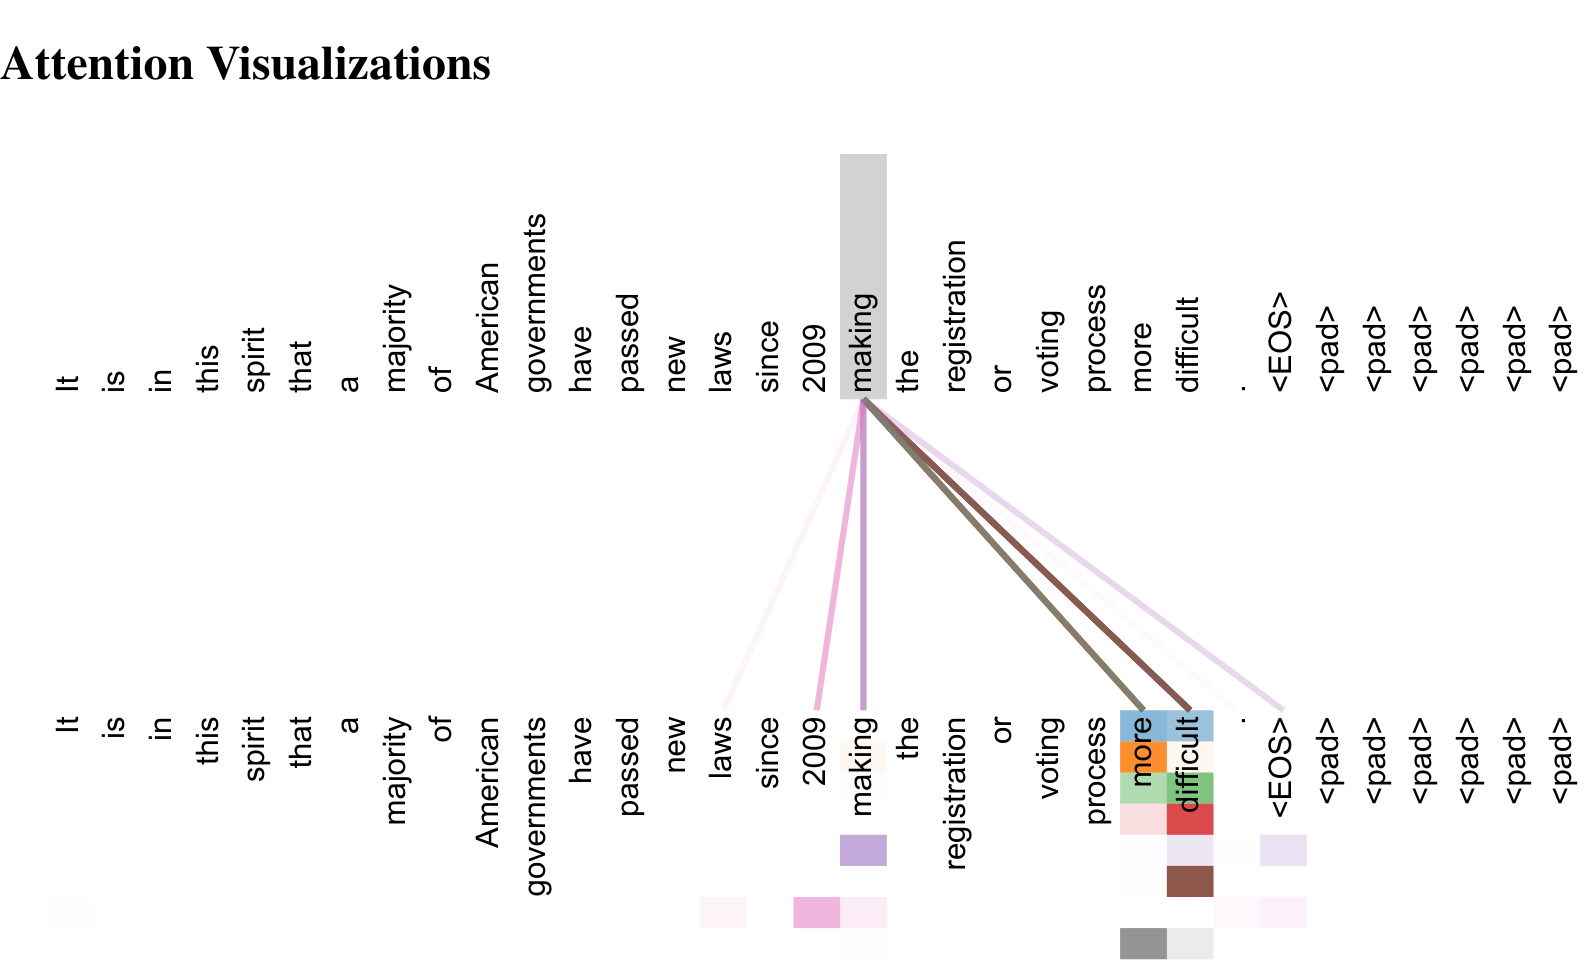 Attention Visualizations
It is in this spirit that a majority of American governments have passed new laws since 2009 making the registration or voting process more difficult . <EOS> <pad> <pad> <pad> <pad> <pad> <pad>
It is in this spirit that a majority of American governments have passed new laws since 2009 making the registration or voting process more difficult . <EOS> <pad> <pad> <pad> <pad> <pad> <pad>